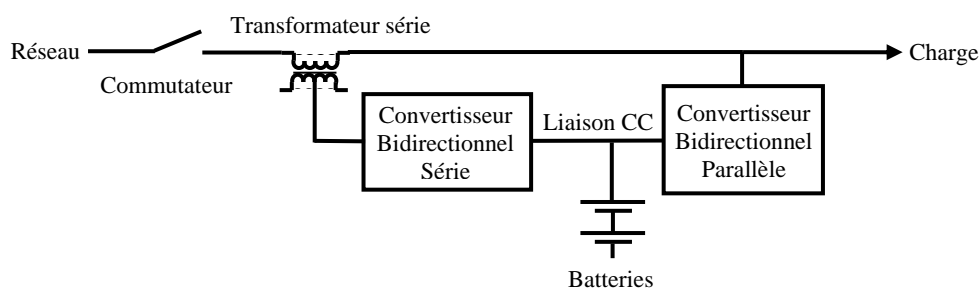 Transformateur série
Réseau
Charge
Commutateur
Convertisseur
Bidirectionnel
Série
Liaison CC
Convertisseur
Bidirectionnel
Parallèle
Batteries